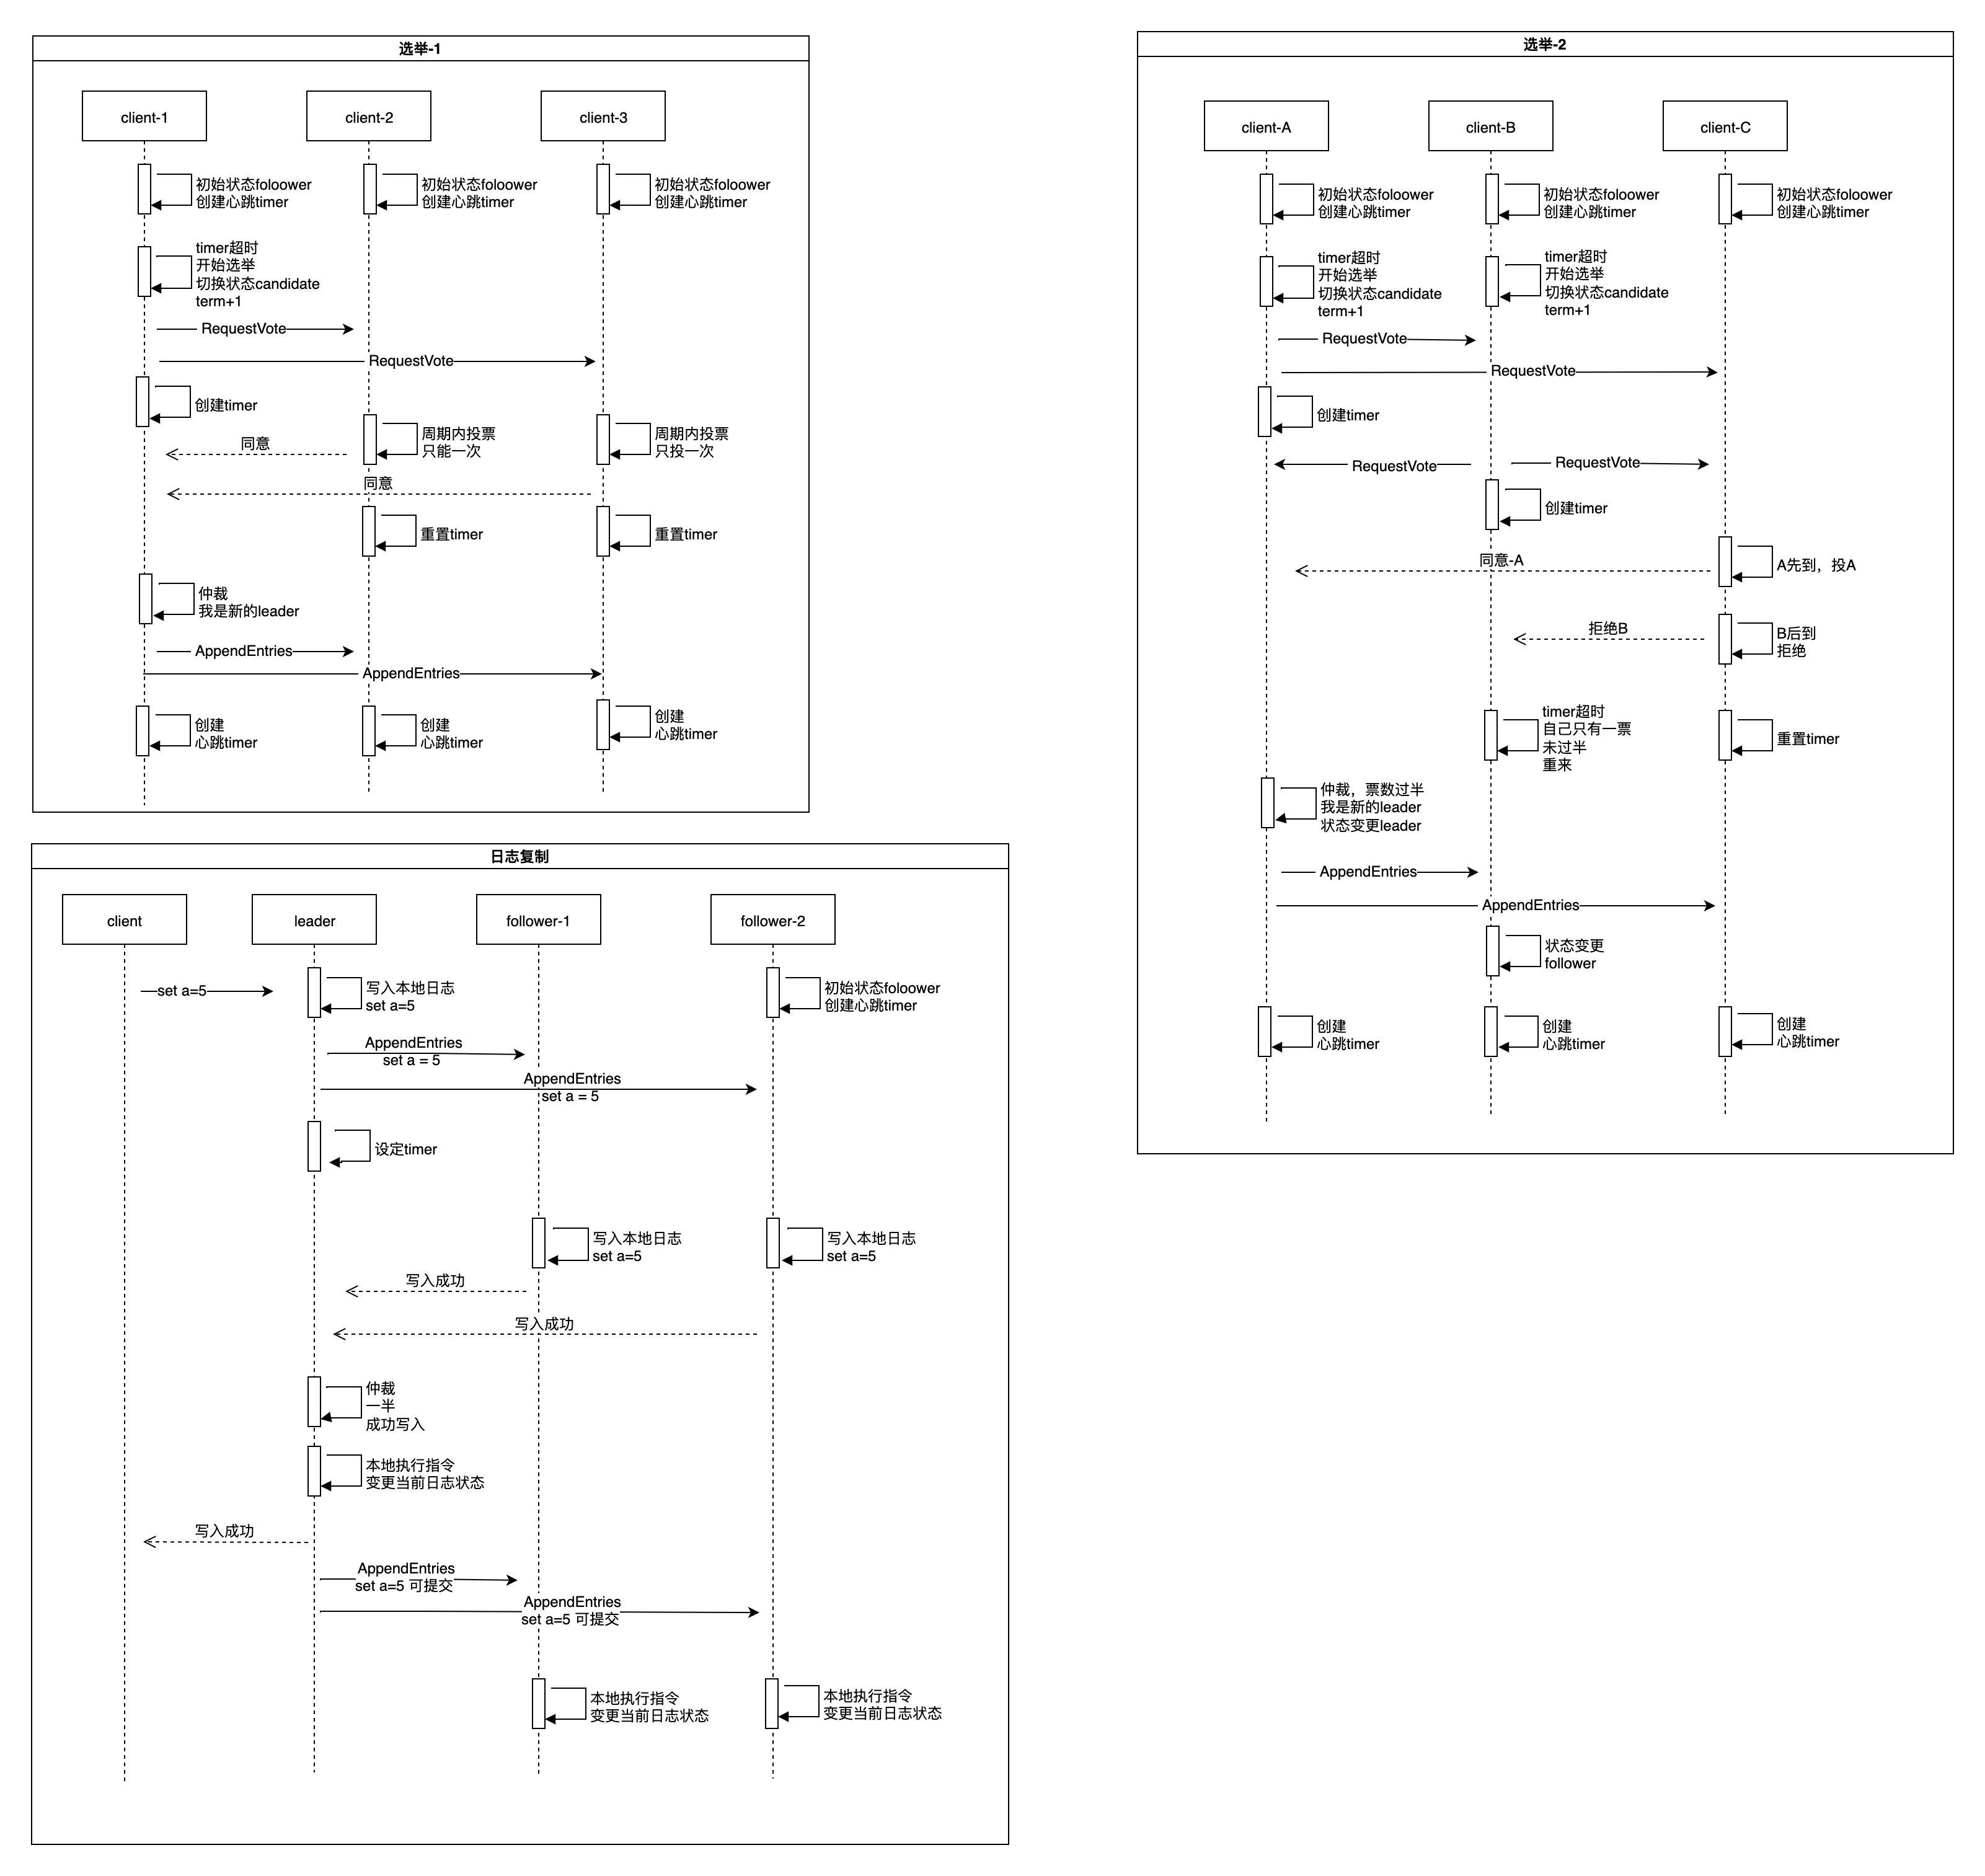 选举-1
client-1
client-2
client-3
初始状态foloower
创建心跳timer
初始状态foloower
创建心跳timer
初始状态foloower
创建心跳timer
timer超时
开始选举
切换状态candidate
term+1
RequestVote
RequestVote
创建timer
周期内投票
只能一次
周期内投票
只投一次
同意
同意
重置timer
重置timer
仲裁
我是新的leader
AppendEntries
AppendEntries
创建
心跳timer
创建
心跳timer
创建
心跳timer
选举-2
client-A
client-B
client-C
初始状态foloower
创建心跳timer
初始状态foloower
创建心跳timer
初始状态foloower
创建心跳timer
timer超时
开始选举
切换状态candidate
term+1
timer超时
开始选举
切换状态candidate
term+1
RequestVote
RequestVote
创建timer
RequestVote
RequestVote
创建timer
同意-A
A先到，投A
拒绝B
B后到
拒绝
timer超时
自己只有一票
未过半
重来
重置timer
仲裁，票数过半
我是新的leader
状态变更leader
AppendEntries
AppendEntries
状态变更
follower
创建
心跳timer
创建
心跳timer
创建
心跳timer
日志复制
client
leader
follower-1
follower-2
set a=5
写入本地日志
set a=5
初始状态foloower
创建心跳timer
AppendEntries
set a = 5
AppendEntries
set a = 5
设定timer
写入本地日志
set a=5
写入本地日志
set a=5
写入成功
写入成功
仲裁
一半
成功写入
本地执行指令
变更当前日志状态
写入成功
AppendEntries
set a=5 可提交
AppendEntries
set a=5 可提交
本地执行指令
变更当前日志状态
本地执行指令
变更当前日志状态